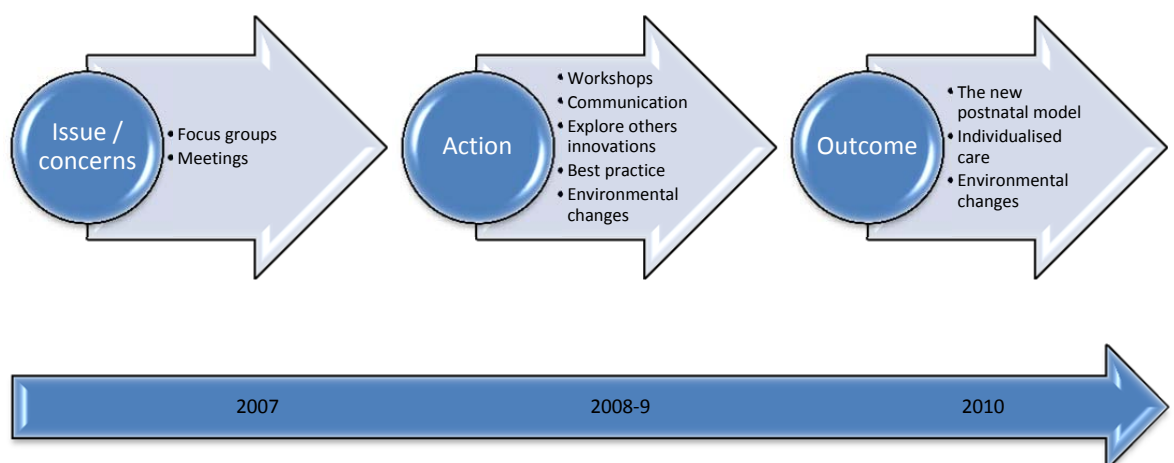 Issue /
concerns
• Focus groups
• Meetings
Action
• Workshops
• Communication
• Explore others
innovations
• Best practice
• Environmental
changes
Outcome
• The new
postnatal model
• Individualised
care
• Environmental
changes
2007
2008-9
2010